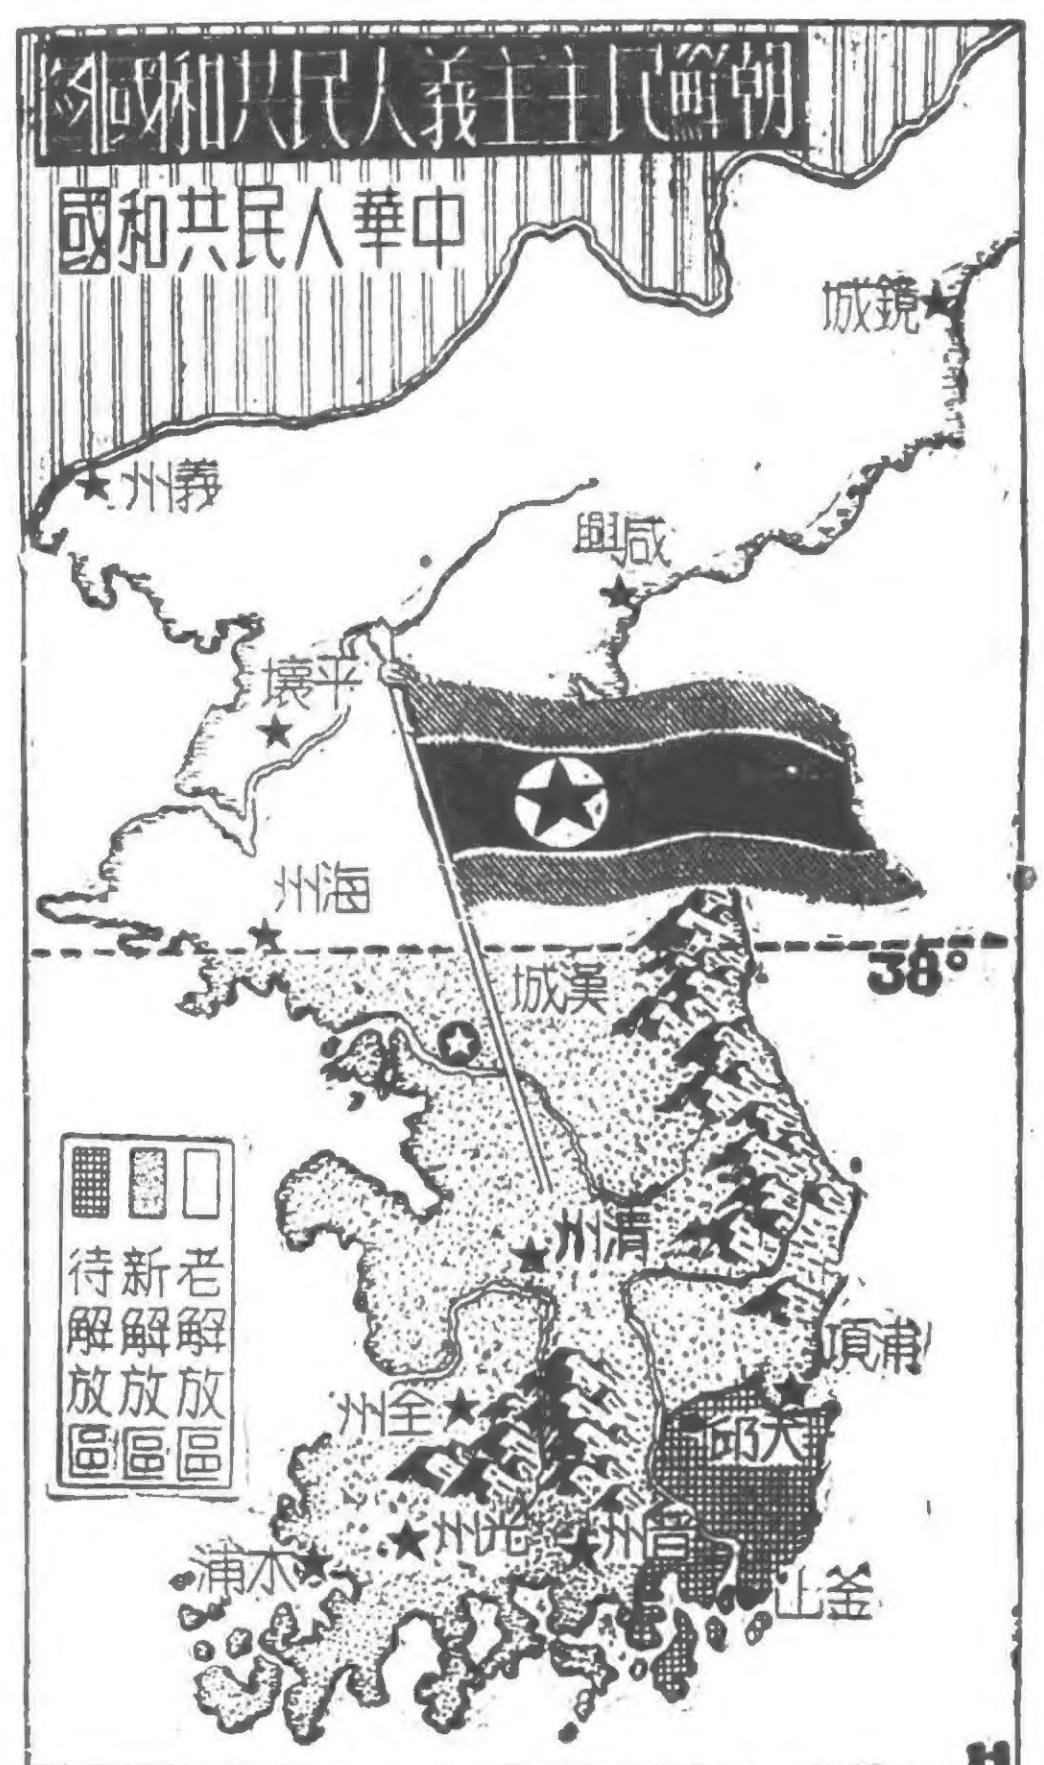 朝鮮民主主義人民共和國图
中華人民共和國
鏡城
義州
咸興
平壤
海州
38°
漢城
清州
浦項
全州
大邱
光州
晉州
木浦
釜山
老解放區
新解放區
待解放區